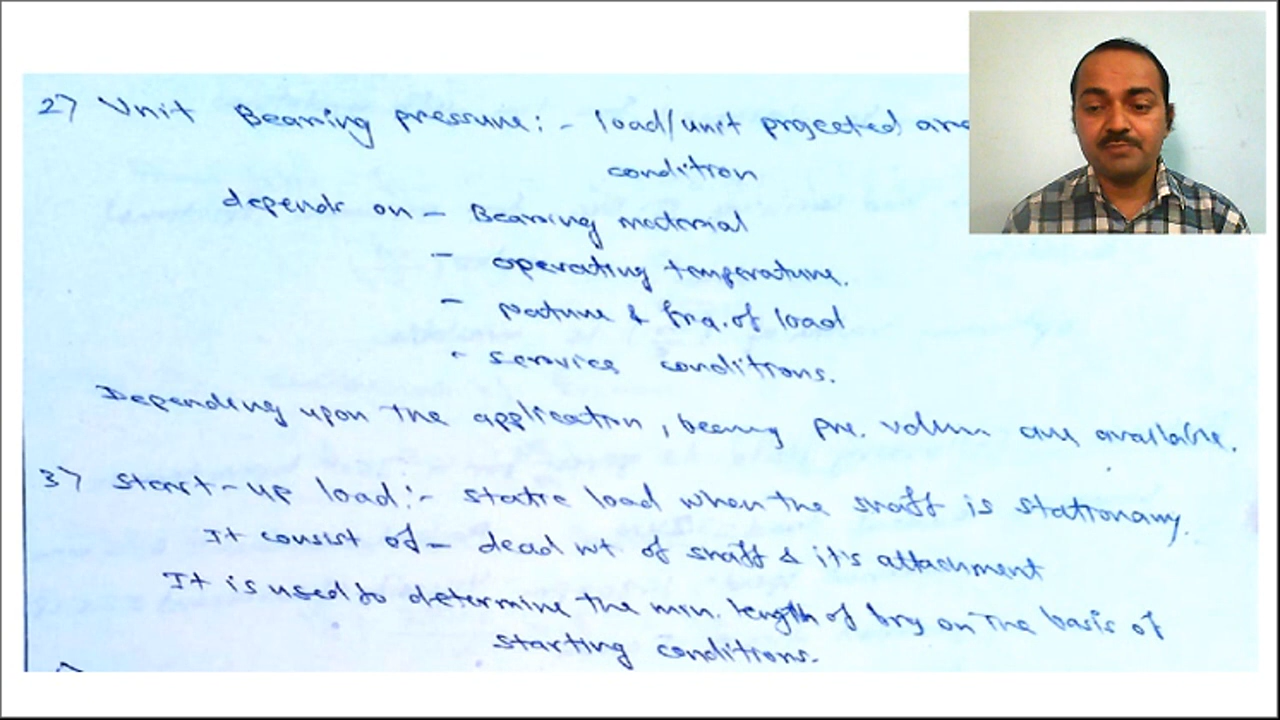 2) Unit Bearing pressure :- load/unit projected are
condition
depends on - Bearing material
- operating temperature.
- nature & frq. of load
- service conditions.
Depending upon the application, bearing pre. are available.
3) start-up load :- static load when the shaft is stationary.
It consist of - dead wt. of shaft & it's attachment
It is used to determine the min. length of brg on the basis of
starting conditions.